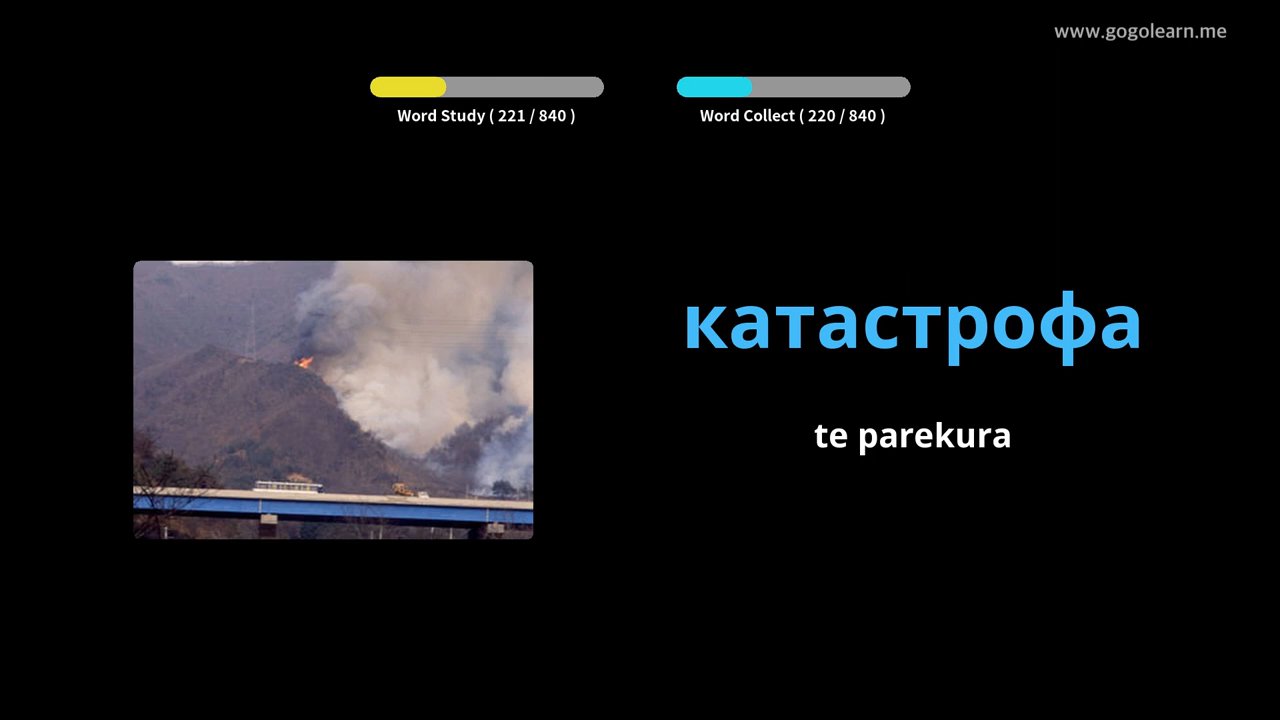 www.gogolearn.me
Word Study ( 221 / 840 )
Word Collect ( 220 / 840 )
катастрофа
te parekura